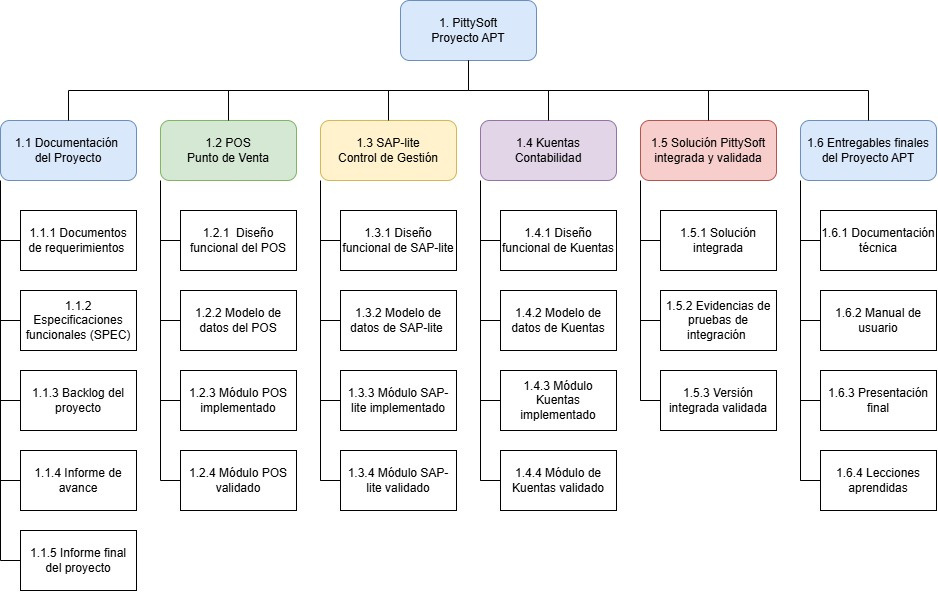 1. PittySoft
Proyecto APT
1.1 Documentación
del Proyecto
1.2 POS
Punto de Venta
1.3 SAP-lite
Control de Gestión
1.4 Kuentas
Contabilidad
1.5 Solución PittySoft
integrada y validada
1.6 Entregables finales
del Proyecto APT
1.1.1 Documentos
de requerimientos
1.1.2
Especificaciones
funcionales (SPEC)
1.1.3 Backlog del
proyecto
1.1.4 Informe de
avance
1.1.5 Informe final
del proyecto
1.2.1 Diseño
funcional del POS
1.2.2 Modelo de
datos del POS
1.2.3 Módulo POS
implementado
1.2.4 Módulo POS
validado
1.3.1 Diseño
funcional de SAP-lite
1.3.2 Modelo de
datos de SAP-lite
1.3.3 Módulo SAP-
lite implementado
1.3.4 Módulo SAP-
lite validado
1.4.1 Diseño
funcional de Kuentas
1.4.2 Modelo de
datos de Kuentas
1.4.3 Módulo
Kuentas
implementado
1.4.4 Módulo de
Kuentas validado
1.5.1 Solución
integrada
1.5.2 Evidencias de
pruebas de
integración
1.5.3 Versión
integrada validada
1.6.1 Documentación
técnica
1.6.2 Manual de
usuario
1.6.3 Presentación
final
1.6.4 Lecciones
aprendidas